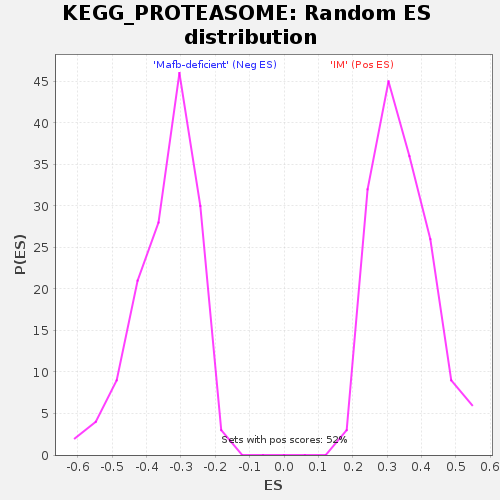 KEGG_PROTEASOME: Random ES
distribution
'Mafb-deficient' (Neg ES) 'IM' (Pos ES)
45
40
35
30
25
20
15
10
5
0
P(ES)
Sets with pos scores: 52%
-0.6 -0.5 -0.4 -0.3 -0.2 -0.1 0.0 0.1 0.2 0.3 0.4 0.5 0.6
ES